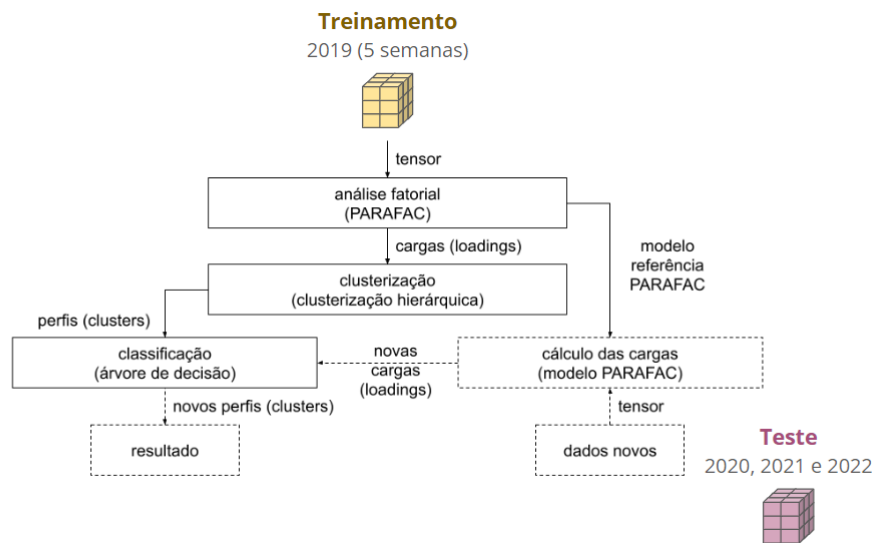 Treinamento
2019 (5 semanas)
tensor
análise fatorial
(PARAFAC)
cargas (loadings)
modelo
referência
PARAFAC
clusterização
(clusterização hierárquica)
perfis (clusters)
classificação
(árvore de decisão)
novas
cargas
(loadings)
cálculo das cargas
(modelo PARAFAC)
novos perfis (clusters)
tensor
resultado
dados novos
Teste
2020, 2021 e 2022